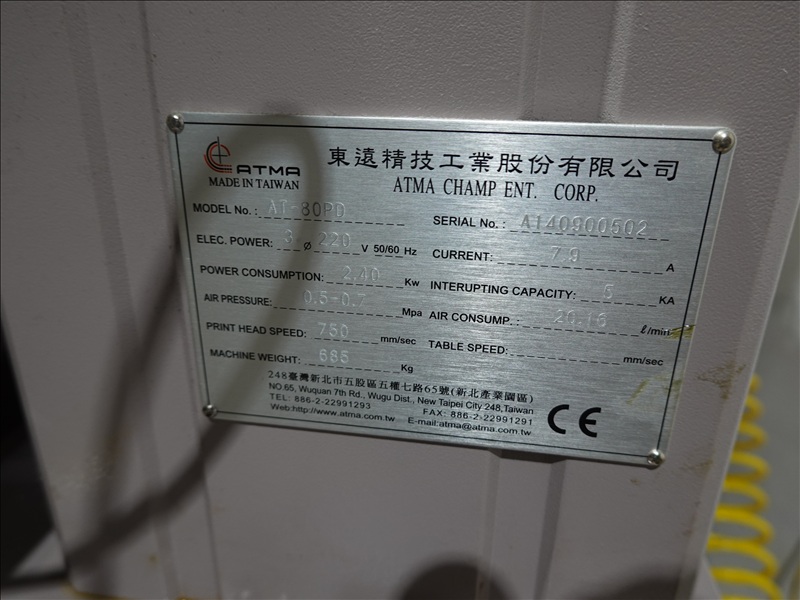 ATMA
MADE IN TAIWAN
東遠精技工業股份有限公司
ATMA CHAMP ENT. CORP.
MODEL No.: AT-80PD
SERIAL No.: A140900502
ELEC. POWER: 3 ø 220 V 50/60 Hz
CURRENT: 7.9 A
POWER CONSUMPTION: 2.40 Kw
INTERUPTING CAPACITY: 5 KA
AIR PRESSURE: 0.5-0.7 Mpa
AIR CONSUMP.: 20.16 ℓ/min
PRINT HEAD SPEED: 750 mm/sec
TABLE SPEED: mm/sec
MACHINE WEIGHT: 685 Kg
248臺灣新北市五股區五權七路65號(新北產業園區)
NO.65, Wuquan 7th Rd., Wugu Dist., New Taipei City 248, Taiwan
TEL: 886-2-22991293 FAX: 886-2-22991291
Web:http://www.atma.com.tw E-mail:atma@atma.com.tw
CE